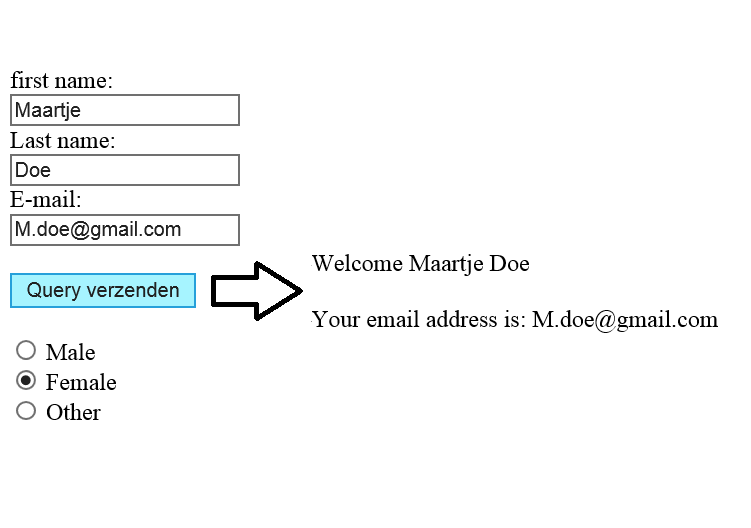 first name:
Maartje
Last name:
Doe
E-mail:
M.doe@gmail.com
Query verzenden
Male
Female
Other
Welcome Maartje Doe
Your email address is: M.doe@gmail.com